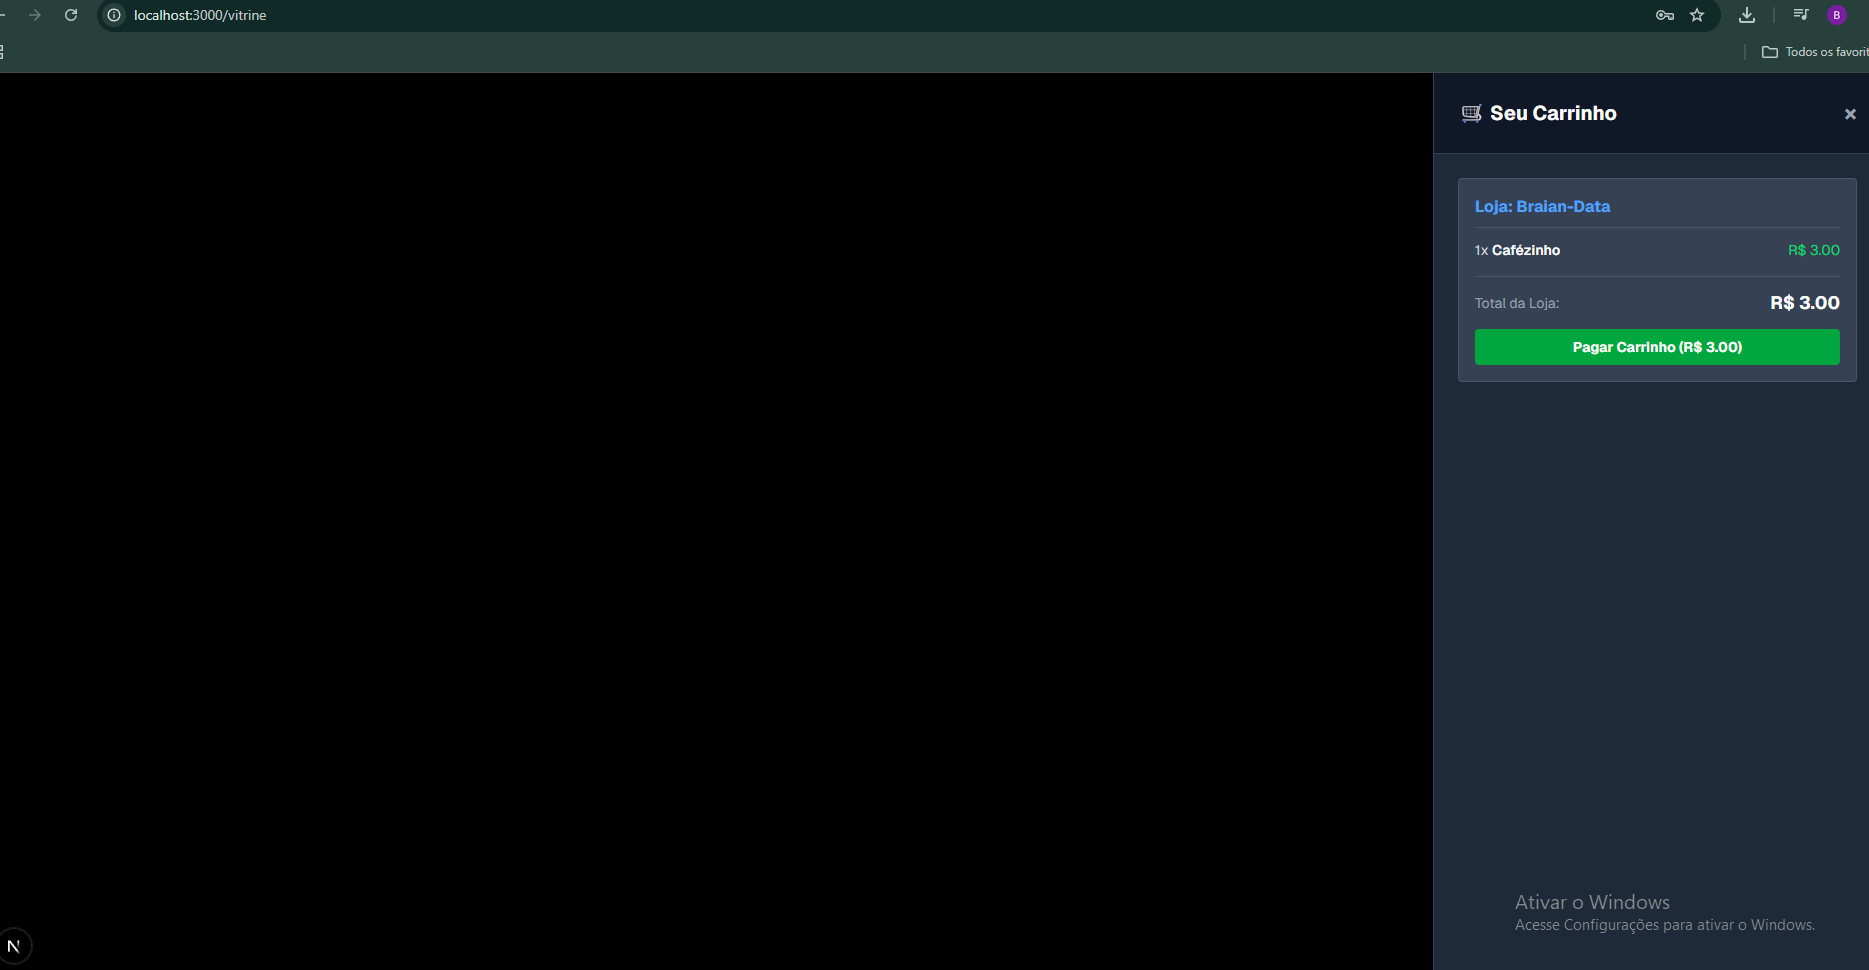 localhost:3000/vitrine
B
Todos os favorit
Seu Carrinho
×
Loja: Braian-Data
1x Cafézinho R$ 3.00
Total da Loja: R$ 3.00
Pagar Carrinho (R$ 3.00)
Ativar o Windows
Acesse Configurações para ativar o Windows.
N